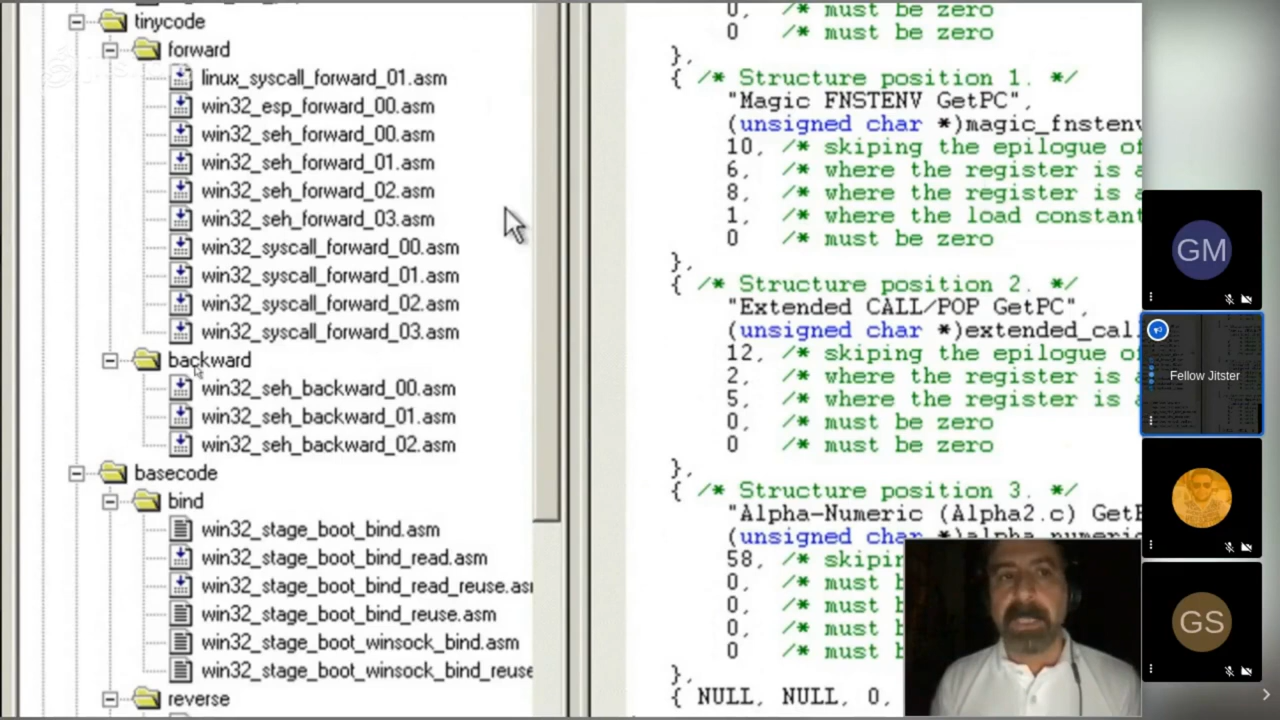 tinycode
forward
linux_syscall_forward_01.asm
win32_esp_forward_00.asm
win32_seh_forward_00.asm
win32_seh_forward_01.asm
win32_seh_forward_02.asm
win32_seh_forward_03.asm
win32_syscall_forward_00.asm
win32_syscall_forward_01.asm
win32_syscall_forward_02.asm
win32_syscall_forward_03.asm
backward
win32_seh_backward_00.asm
win32_seh_backward_01.asm
win32_seh_backward_02.asm
basecode
bind
win32_stage_boot_bind.asm
win32_stage_boot_bind_read.asm
win32_stage_boot_bind_read_reuse.asm
win32_stage_boot_bind_reuse.asm
win32_stage_boot_winsock_bind.asm
win32_stage_boot_winsock_bind_reuse
reverse
0, /* must be zero
0 /* must be zero
},
{ /* Structure position 1. */
"Magic FNSTENV GetPC",
(unsigned char *)magic_fnstenv
10, /* skiping the epilogue of
6, /* where the register is a
8, /* where the register is a
1, /* where the load constant
0 /* must be zero
},
{ /* Structure position 2. */
"Extended CALL/POP GetPC",
(unsigned char *)extended_cal
12, /* skiping the epilogue of
2, /* where the register is a
5, /* where the register is a
0, /* must be zero
0 /* must be zero
},
{ /* Structure position 3. */
"Alpha-Numeric (Alpha2.c) Get
(unsigned char *)alpha_numeric
58, /* skipin
0, /* must b
0, /* must b
0, /* must b
0 /* must b
},
{ NULL, NULL, 0,
GM
Fellow Jitster
GS